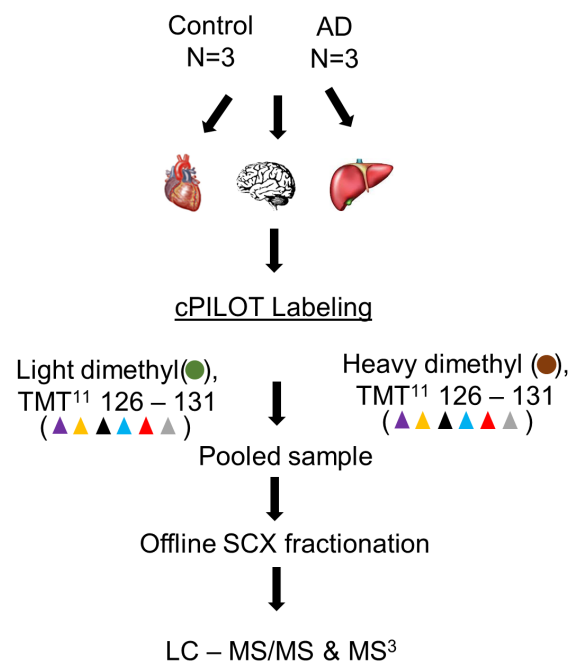 Control
N=3
AD
N=3
cPILOT Labeling
Light dimethyl(),
TMT¹¹ 126 – 131
( )
Heavy dimethyl (),
TMT¹¹ 126 – 131
( )
Pooled sample
Offline SCX fractionation
LC – MS/MS & MS³